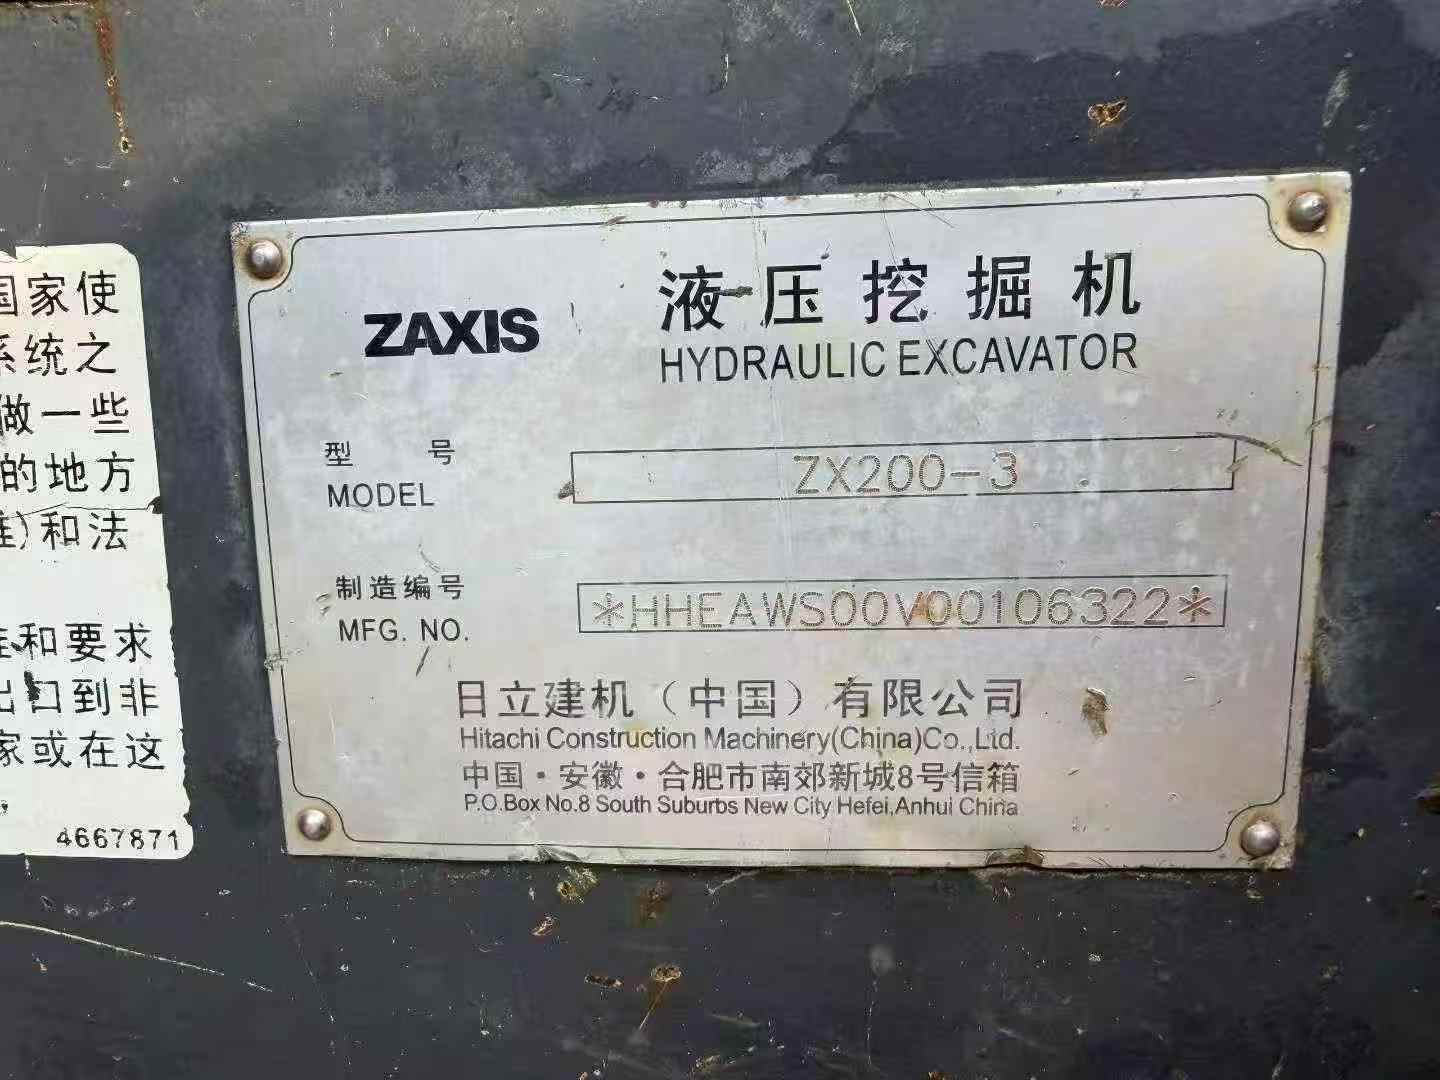 国家使
系统之
做一些
的地方
准)和法
准和要求
出口到非
家或在这
4667871
ZAXIS
液压挖掘机
HYDRAULIC EXCAVATOR
型号
MODEL
ZX200-3
制造编号
MFG. NO.
*HHEAWS00V00106322*
日立建机（中国）有限公司
Hitachi Construction Machinery(China)Co.,Ltd.
中国·安徽·合肥市南郊新城8号信箱
P.O.Box No.8 South Suburbs New City Hefei,Anhui China